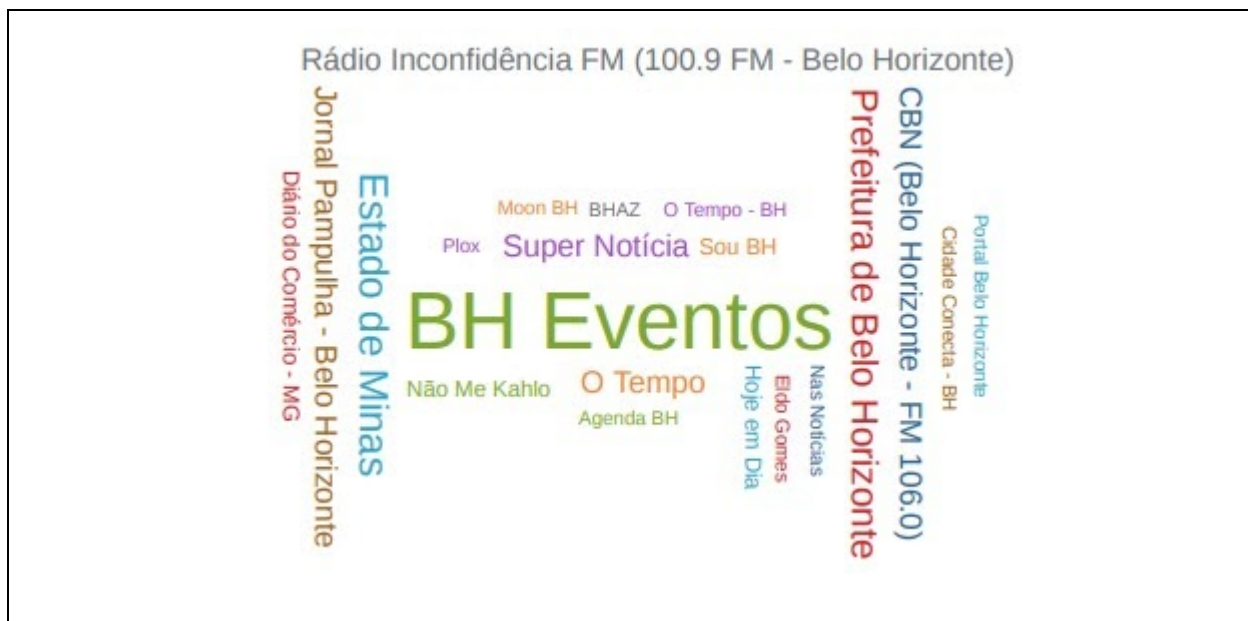 Rádio Inconfidência FM (100.9 FM - Belo Horizonte)
Diário do Comércio - MG
Jornal Pampulha - Belo Horizonte
Estado de Minas
Moon BH
BHAZ
O Tempo - BH
Plox
Super Notícia
Sou BH
BH Eventos
Não Me Kahlo
O Tempo
Agenda BH
Hoje em Dia
Eldo Gomes
Nas Notícias
Prefeitura de Belo Horizonte
CBN (Belo Horizonte - FM 106.0)
Cidade Conecta - BH
Portal Belo Horizonte